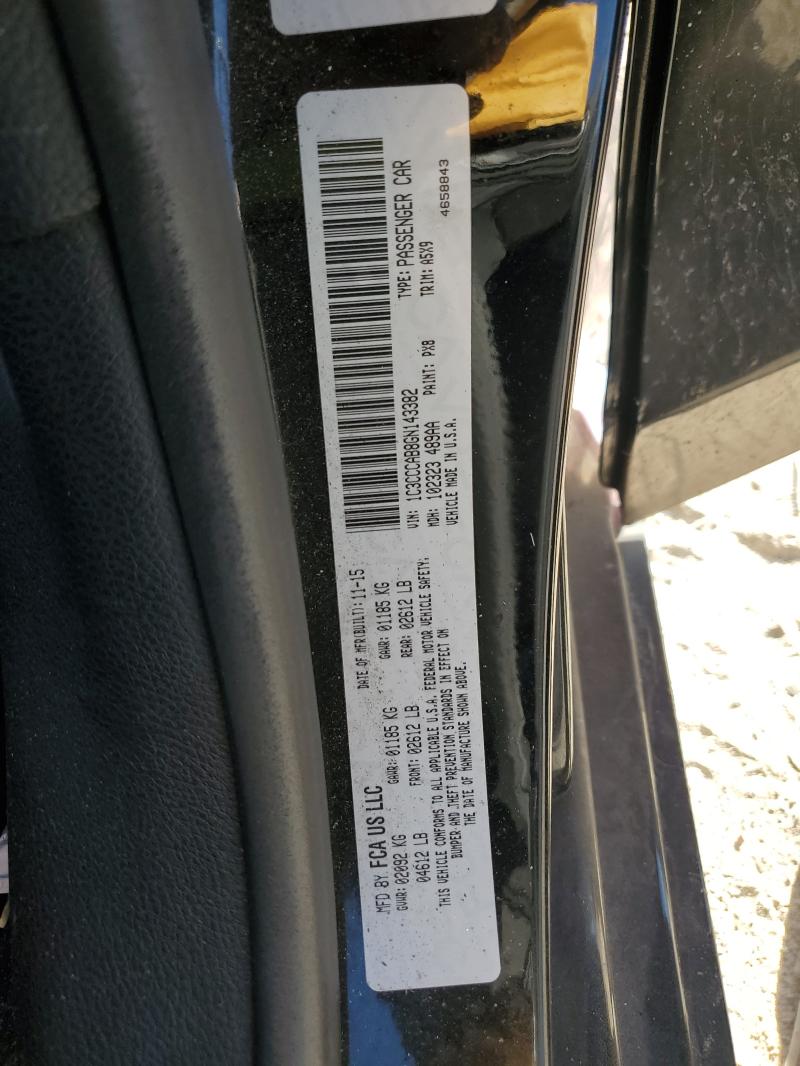 MFD BY FCA US LLC
DATE OF MFR(BUILT): 11-15
GVWR: 02092 KG
04612 LB
GAWR: 01185 KG
FRONT: 02612 LB
GAWR: 01185 KG
REAR: 02612 LB
THIS VEHICLE CONFORMS TO ALL APPLICABLE U.S.A. FEDERAL MOTOR VEHICLE SAFETY,
BUMPER AND THEFT PREVENTION STANDARDS IN EFFECT ON
THE DATE OF MANUFACTURE SHOWN ABOVE.
VIN: 1C3CCCAB8GN143382
TYPE: PASSENGER CAR
MDH: 102323 489AA
PAINT: PX8
TRIM: A5X9
VEHICLE MADE IN U.S.A.
4658843